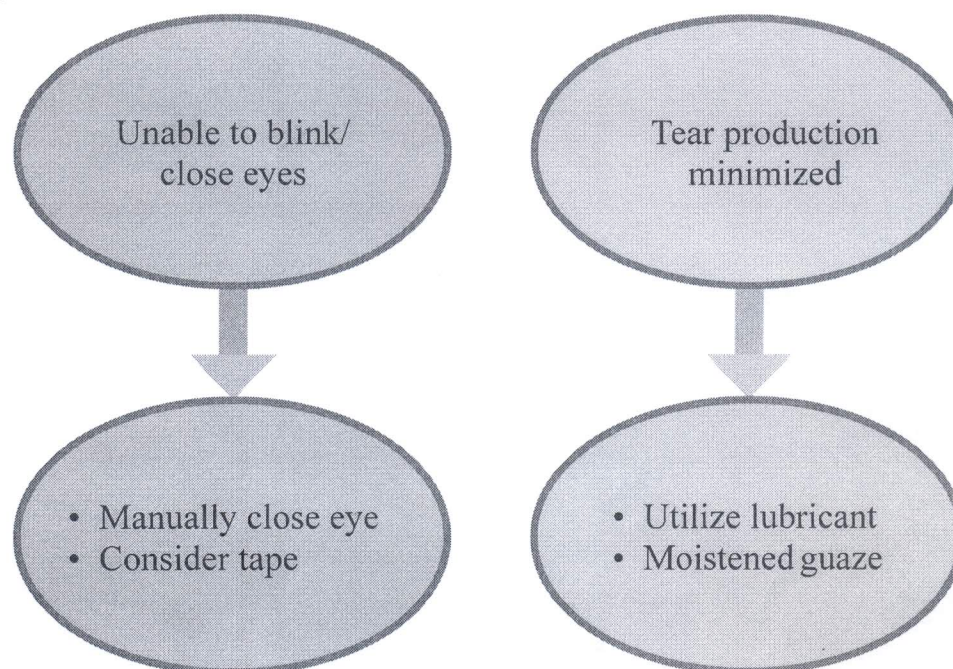 Unable to blink/
close eyes
Tear production
minimized
• Manually close eye
• Consider tape
• Utilize lubricant
• Moistened guaze